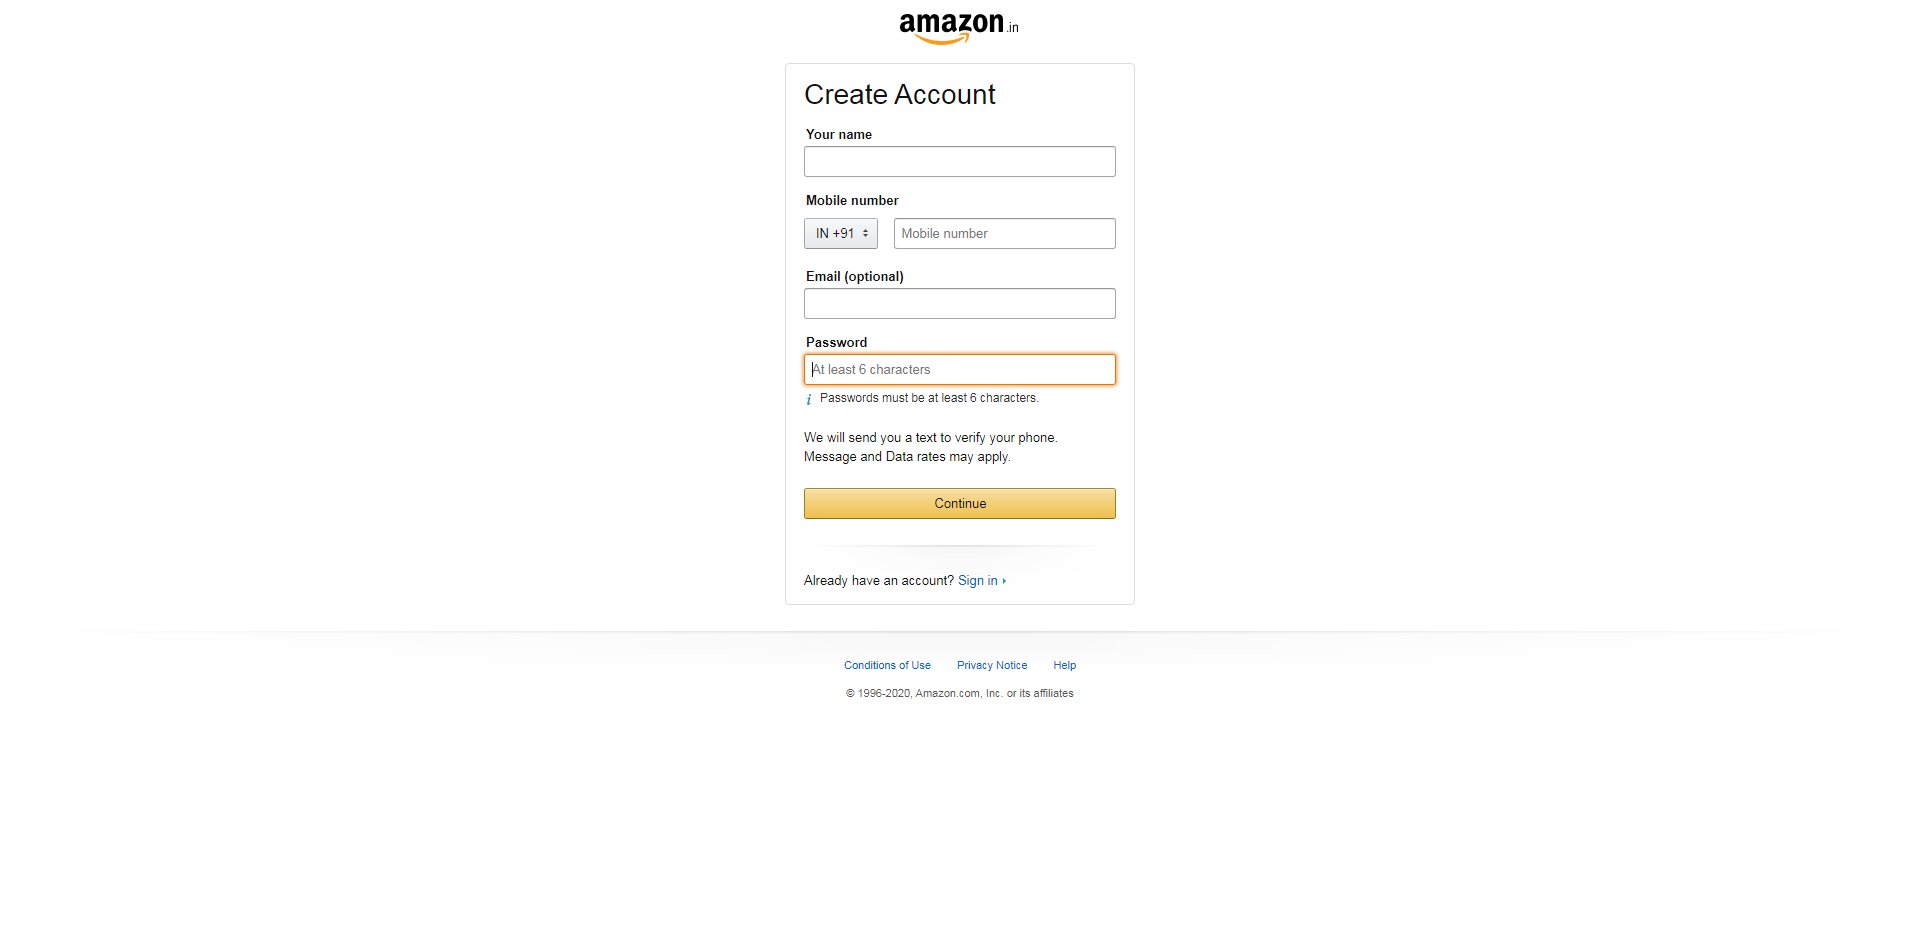 amazon.in
Create Account
Your name
Mobile number
IN +91 Mobile number
Email (optional)
Password
At least 6 characters
i Passwords must be at least 6 characters.
We will send you a text to verify your phone.
Message and Data rates may apply.
Continue
Already have an account? Sign in
Conditions of Use Privacy Notice Help
© 1996-2020, Amazon.com, Inc. or its affiliates